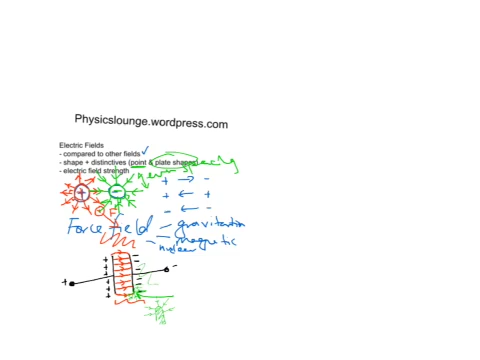 Physicslounge.wordpress.com
Electric Fields
- compared to other fields ✓
- shape + distinctives (point & plate shapes)
- electric field strength
+ → -
+ ← +
- ← -
+ -
F
Force field - gravitation
- magnetic
- nuclear
+ -
+ -
+ -
+ -
+ -
+ -